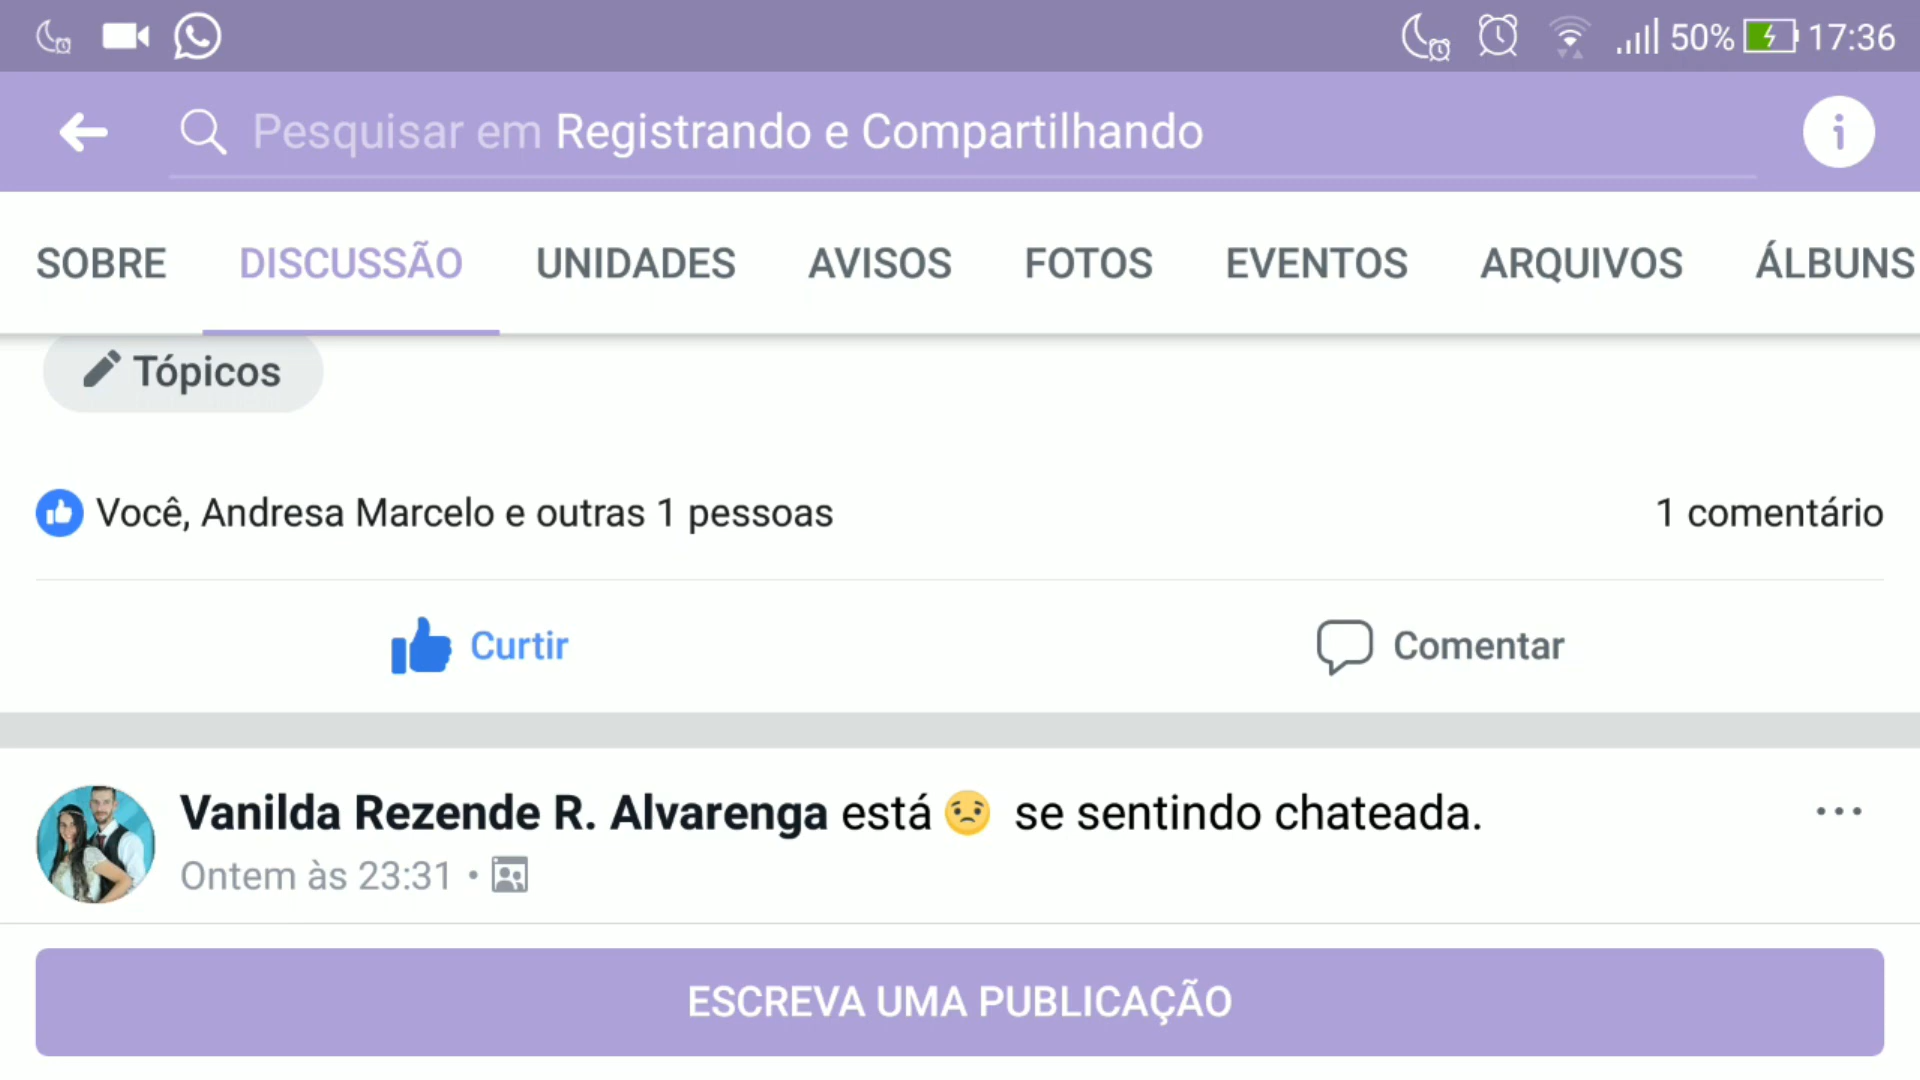 50% 17:36
Pesquisar em Registrando e Compartilhando
SOBRE DISCUSSÃO UNIDADES AVISOS FOTOS EVENTOS ARQUIVOS ÁLBUNS
Tópicos
Você, Andresa Marcelo e outras 1 pessoas 1 comentário
Curtir Comentar
Vanilda Rezende R. Alvarenga está 😟 se sentindo chateada.
Ontem às 23:31 •
ESCREVA UMA PUBLICAÇÃO